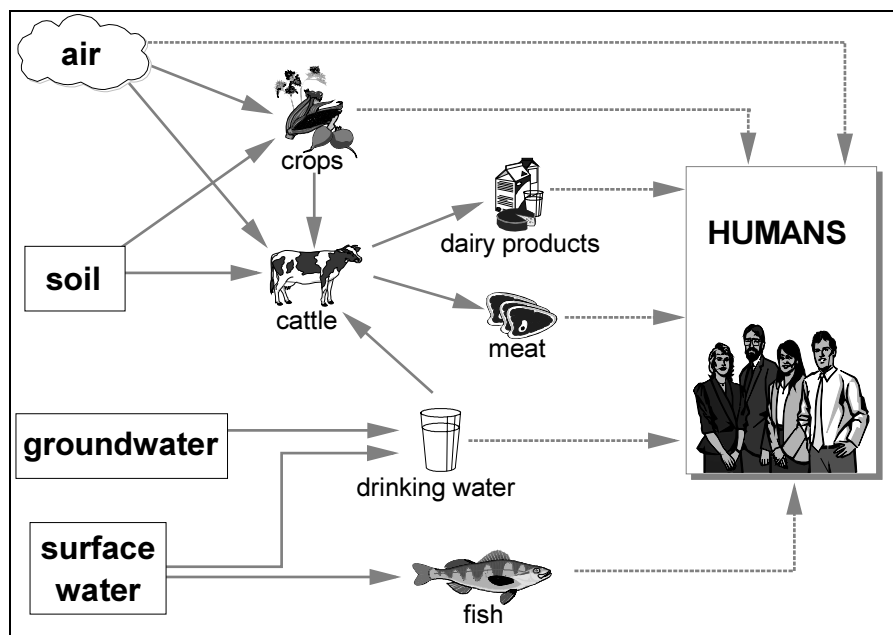 air
crops
dairy products
HUMANS
soil
cattle
meat
groundwater
drinking water
surface
water
fish